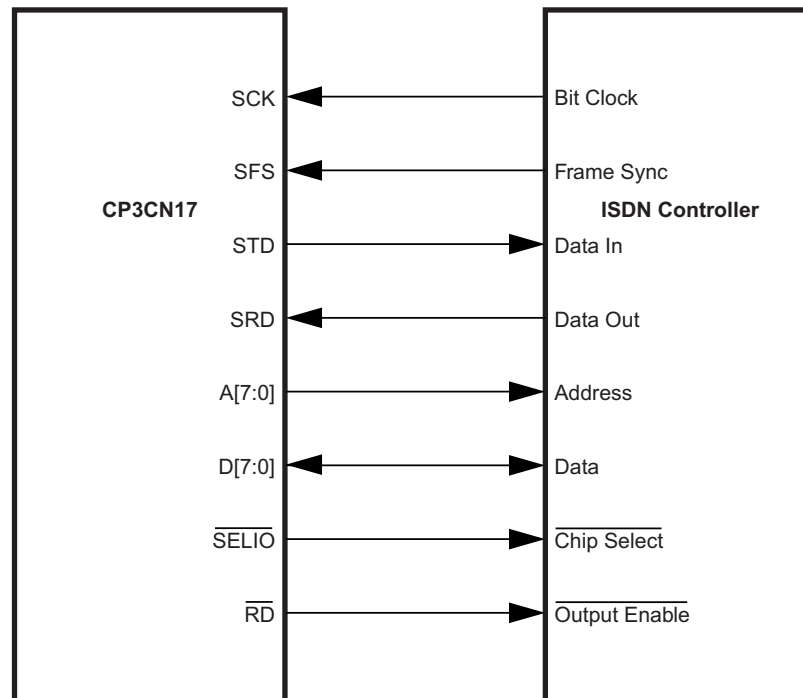 SCK Bit Clock
SFS Frame Sync
CP3CN17 ISDN Controller
STD Data In
SRD Data Out
A[7:0] Address
D[7:0] Data
SELIO Chip Select
RD Output Enable